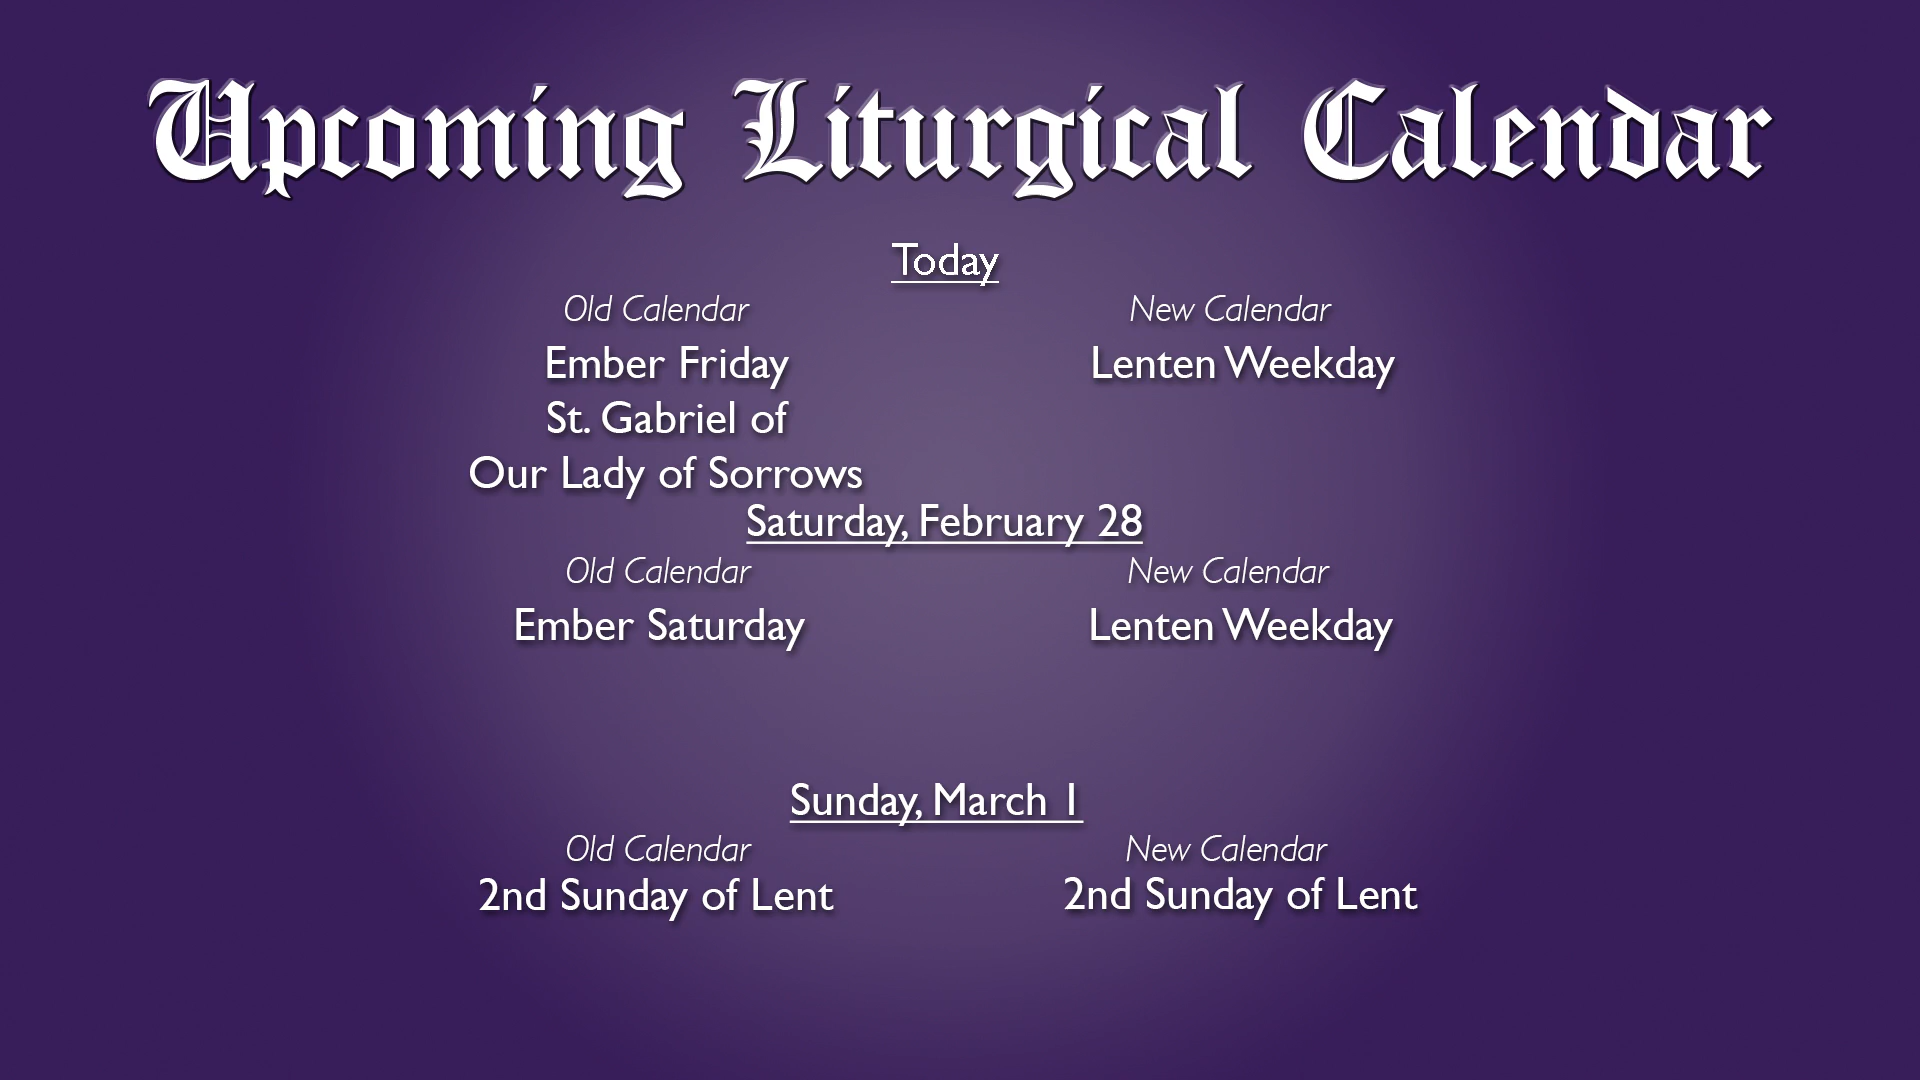 Upcoming Liturgical Calendar
Today
Old Calendar
New Calendar
Ember Friday
Lenten Weekday
St. Gabriel of
Our Lady of Sorrows
Saturday, February 28
Old Calendar
New Calendar
Ember Saturday
Lenten Weekday
Sunday, March 1
Old Calendar
New Calendar
2nd Sunday of Lent
2nd Sunday of Lent